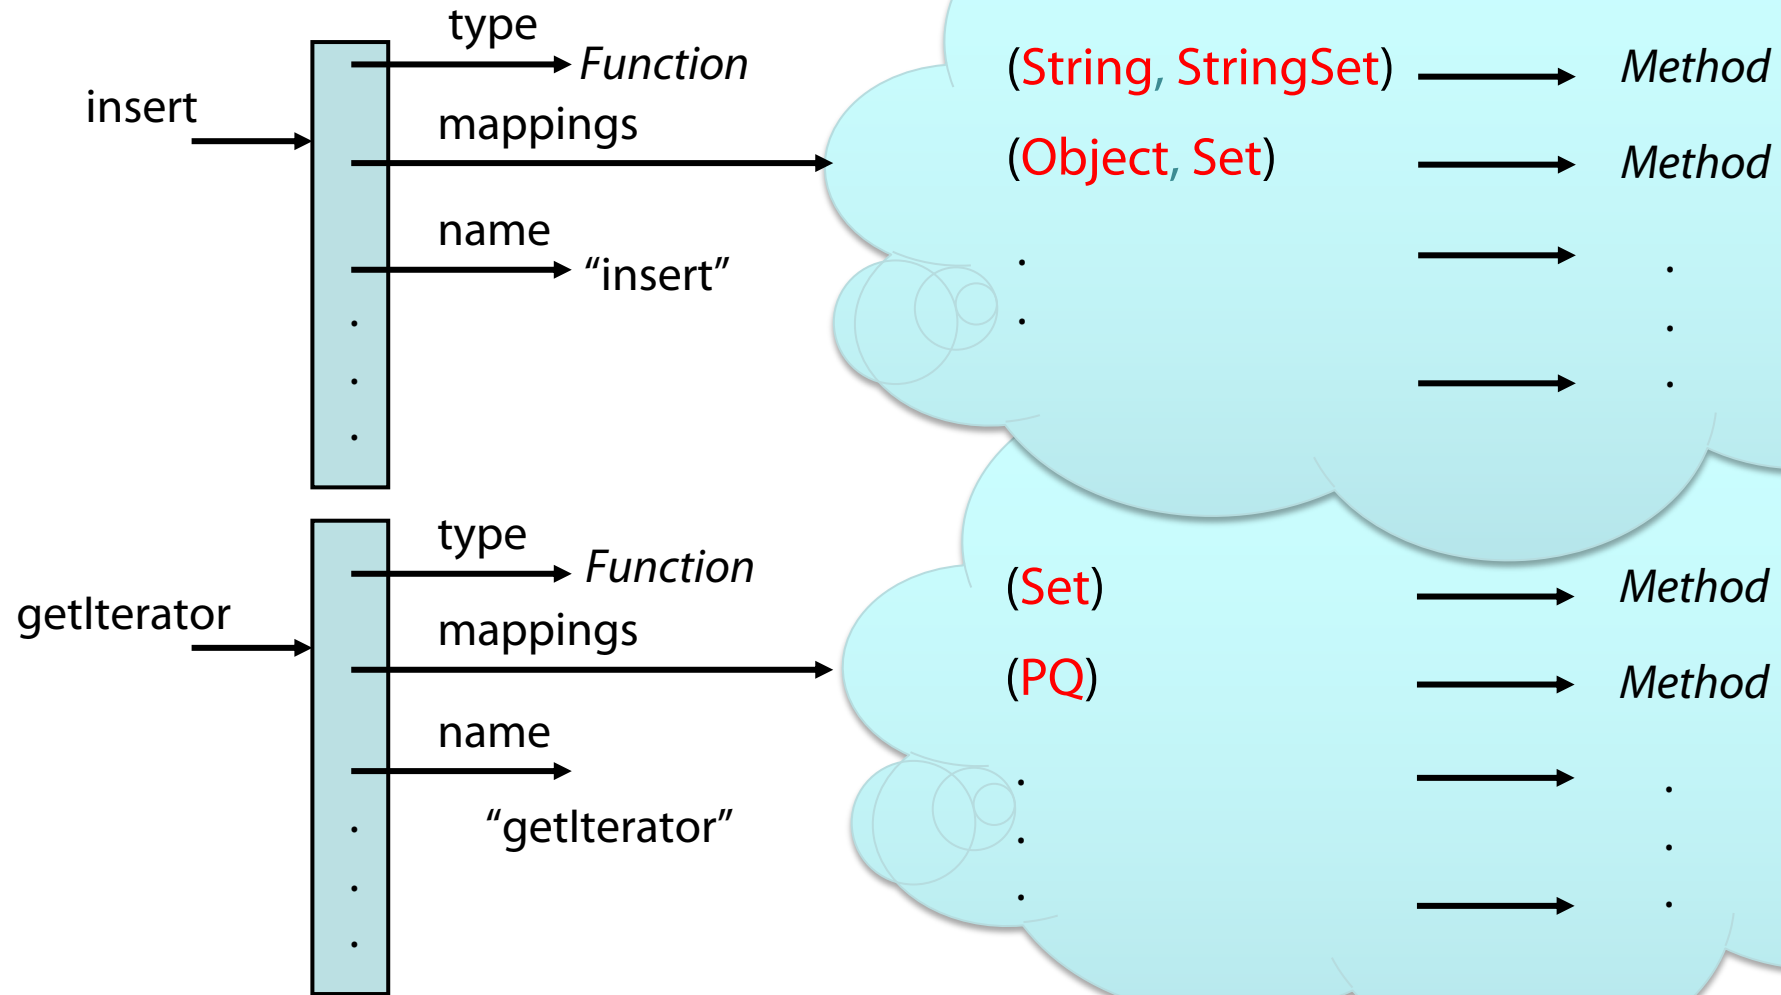 type
Function
insert
mappings
name
“insert”
(String, StringSet) Method
(Object, Set) Method
type
Function
getIterator
mappings
name
“getIterator”
(Set) Method
(PQ) Method